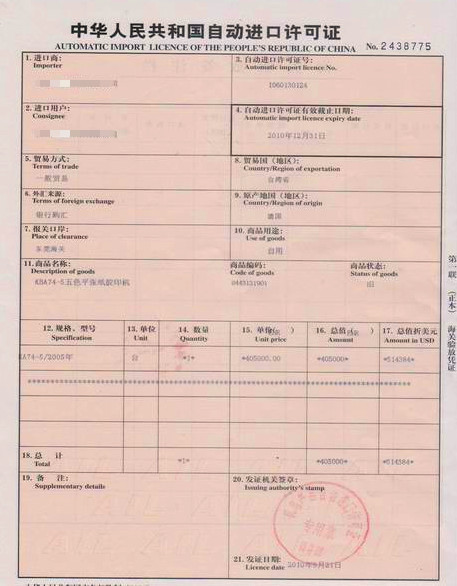 中华人民共和国自动进口许可证
AUTOMATIC IMPORT LICENCE OF THE PEOPLE'S REPUBLIC OF CHINA No. 2438775
1. 进口商:
Importer
3. 自动进口许可证号:
Automatic import licence No.
2. 进口用户:
Consignee
4. 自动进口许可证有效截止日期:
Automatic import licence expiry date
2010年12月31日
5. 贸易方式:
Terms of trade
一般贸易
8. 贸易国(地区):
Country/Region of exportation
台湾省
6. 外汇来源:
Terms of foreign exchange
银行购汇
9. 原产地国(地区):
Country/Region of origin
德国
7. 报关口岸:
Place of clearance
东莞海关
10. 商品用途:
Use of goods
自用
11. 商品名称:
Description of goods
KBA74-5五色平张纸胶印机
商品编码:
Code of goods
8443131901
商品状态:
Status of goods
旧
12. 规格、型号
Specification
13. 单位
Unit
14. 数量
Quantity
15. 单价
Unit price
16. 总值
Amount
17. 总值折美元
Amount in USD
RA74-5/2005年
台
*1*
*405000.00
*405000*
*514384*
18. 总 计
Total
*1*
*405000*
*514384*
19. 备 注:
Supplementary details
20. 发证机关签章:
Issuing authority's stamp
21. 发证日期:
Licence date 2010年9月21日
第一联
(正本)
海关验放凭证